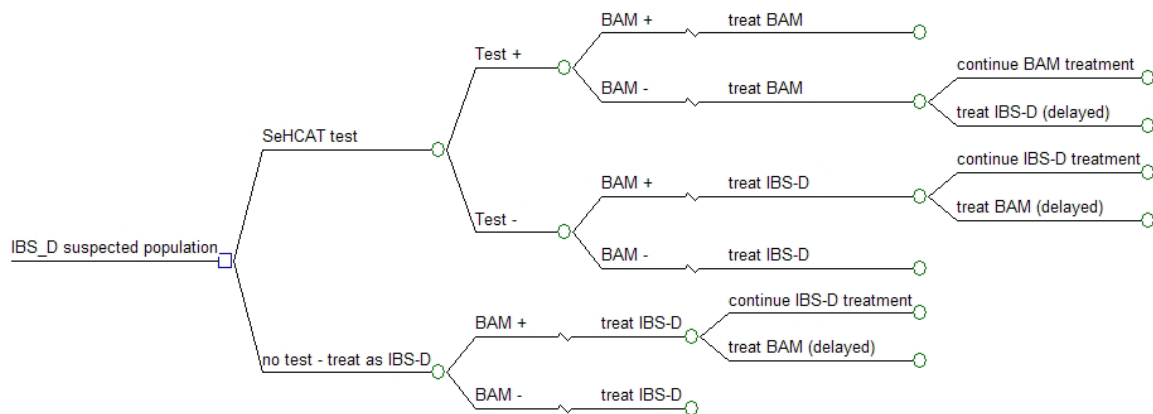 BAM +
treat BAM
Test +
continue BAM treatment
BAM -
treat BAM
treat IBS-D (delayed)
SeHCAT test
continue IBS-D treatment
BAM +
treat IBS-D
treat BAM (delayed)
Test -
IBS_D suspected population
BAM -
treat IBS-D
continue IBS-D treatment
BAM +
treat IBS-D
treat BAM (delayed)
no test - treat as IBS-D
BAM -
treat IBS-D